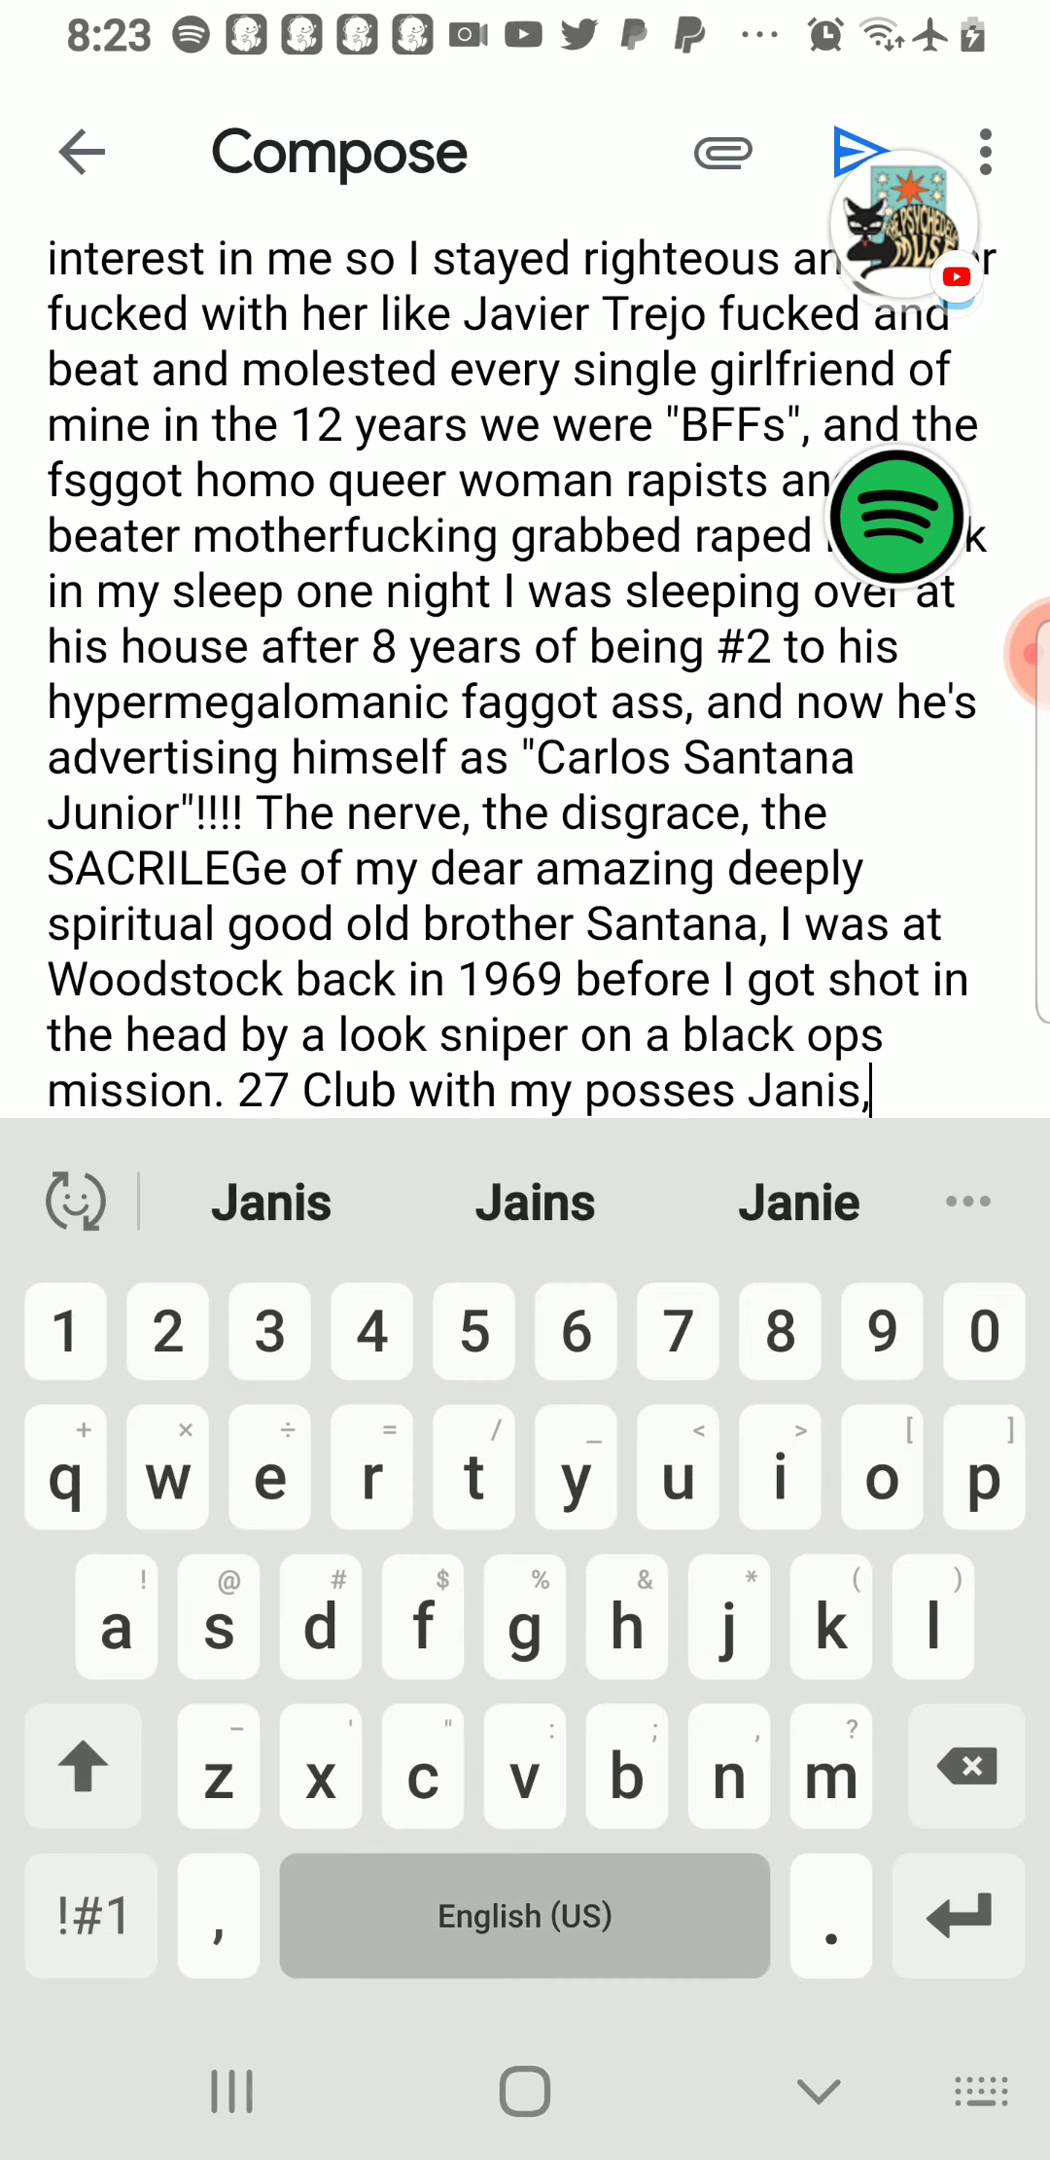 8:23
Compose
interest in me so I stayed righteous an r
fucked with her like Javier Trejo fucked and
beat and molested every single girlfriend of
mine in the 12 years we were "BFFs", and the
fsggot homo queer woman rapists an
beater motherfucking grabbed raped k
in my sleep one night I was sleeping over at
his house after 8 years of being #2 to his
hypermegalomanic faggot ass, and now he's
advertising himself as "Carlos Santana
Junior"!!!! The nerve, the disgrace, the
SACRILEGe of my dear amazing deeply
spiritual good old brother Santana, I was at
Woodstock back in 1969 before I got shot in
the head by a look sniper on a black ops
mission. 27 Club with my posses Janis,
Janis Jains Janie
1 2 3 4 5 6 7 8 9 0
+ × ÷ = / _ < > [ ]
q w e r t y u i o p
! @ # $ % & * ( )
a s d f g h j k l
- ' " : ; , ?
z x c v b n m
!#1 , English (US) .